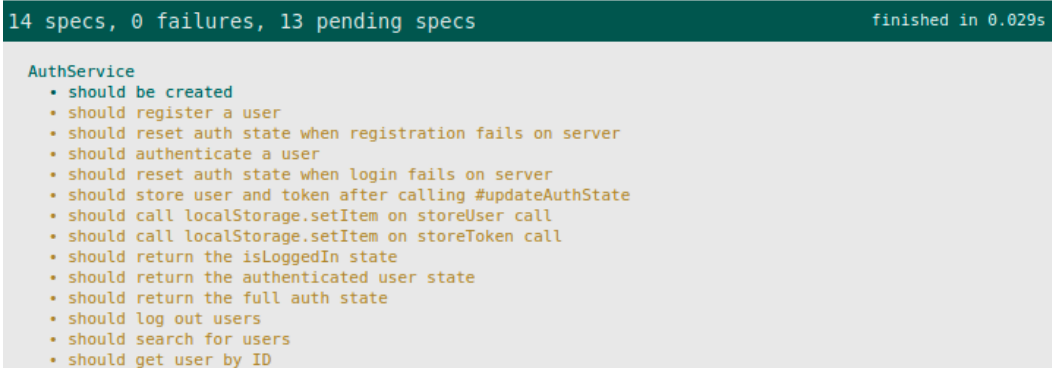 14 specs, 0 failures, 13 pending specs finished in 0.029s
AuthService
• should be created
• should register a user
• should reset auth state when registration fails on server
• should authenticate a user
• should reset auth state when login fails on server
• should store user and token after calling #updateAuthState
• should call localStorage.setItem on storeUser call
• should call localStorage.setItem on storeToken call
• should return the isLoggedIn state
• should return the authenticated user state
• should return the full auth state
• should log out users
• should search for users
• should get user by ID